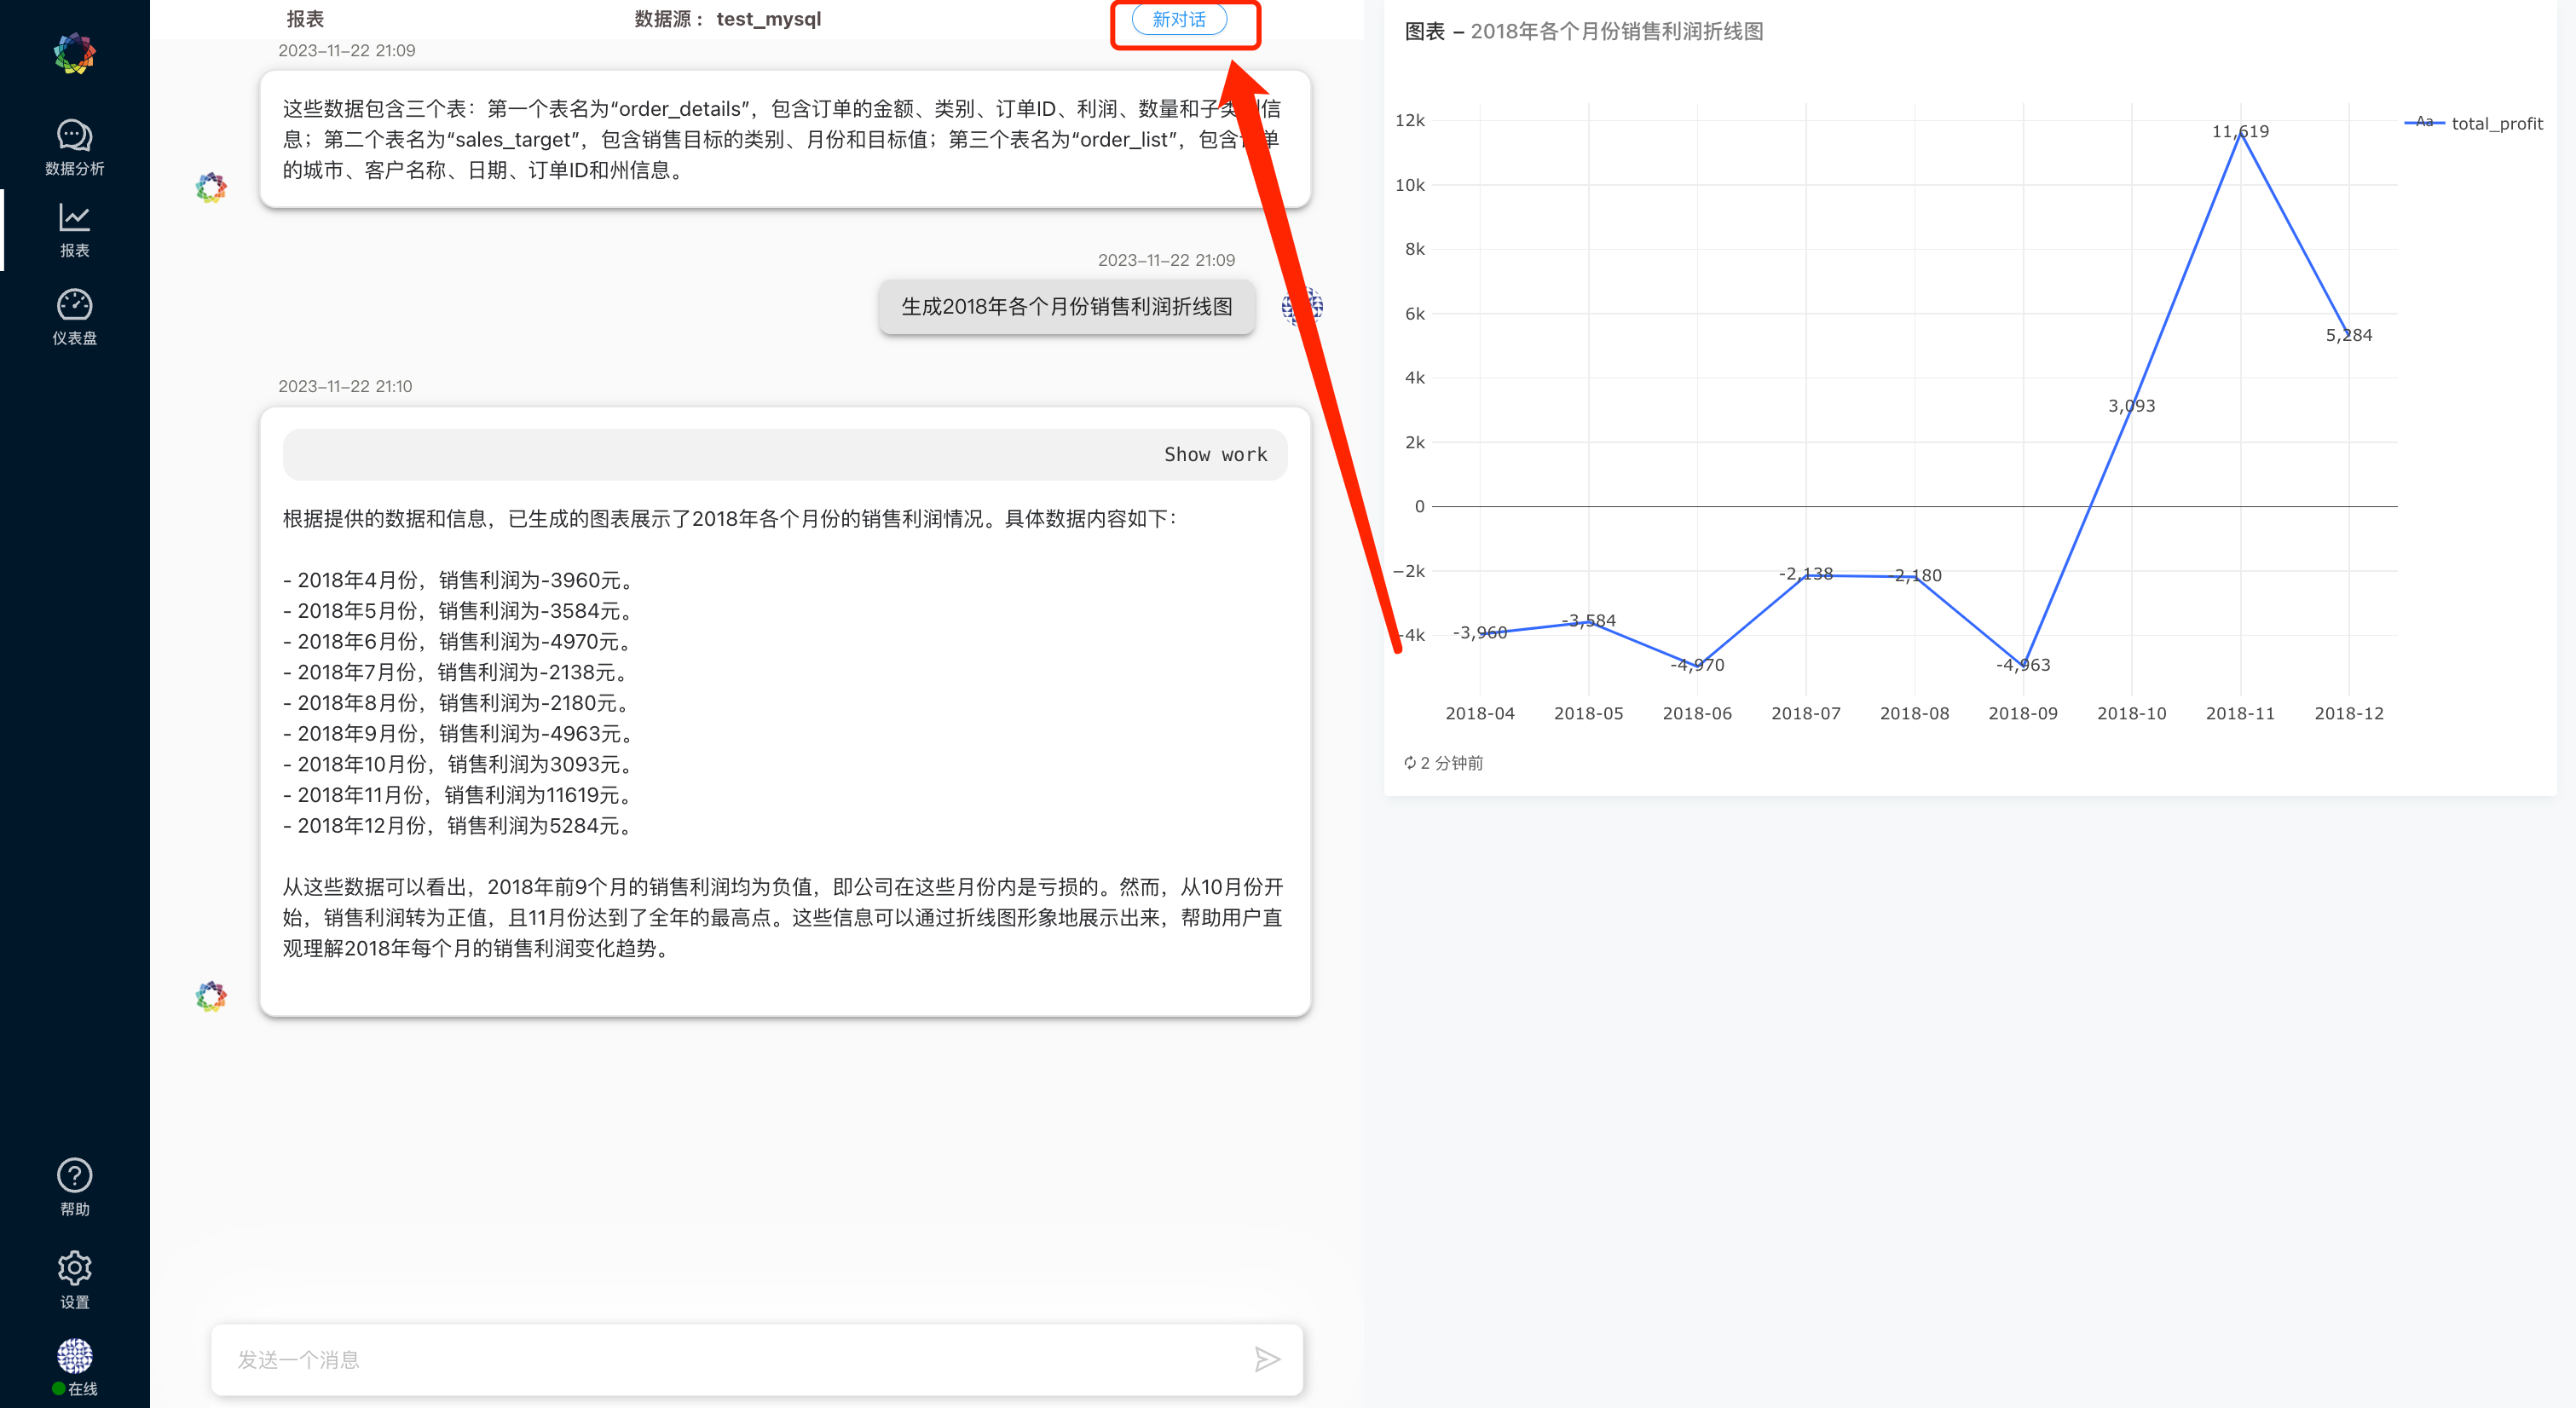 数据分析
报表
仪表盘
帮助
设置
在线
报表
数据源： test_mysql
新对话
2023-11-22 21:09
这些数据包含三个表：第一个表名为“order_details”，包含订单的金额、类别、订单ID、利润、数量和子类别信
息；第二个表名为“sales_target”，包含销售目标的类别、月份和目标值；第三个表名为“order_list”，包含订单
的城市、客户名称、日期、订单ID和州信息。
2023-11-22 21:09
生成2018年各个月份销售利润折线图
2023-11-22 21:10
Show work
根据提供的数据和信息，已生成的图表展示了2018年各个月份的销售利润情况。具体数据内容如下：
- 2018年4月份，销售利润为-3960元。
- 2018年5月份，销售利润为-3584元。
- 2018年6月份，销售利润为-4970元。
- 2018年7月份，销售利润为-2138元。
- 2018年8月份，销售利润为-2180元。
- 2018年9月份，销售利润为-4963元。
- 2018年10月份，销售利润为3093元。
- 2018年11月份，销售利润为11619元。
- 2018年12月份，销售利润为5284元。
从这些数据可以看出，2018年前9个月的销售利润均为负值，即公司在这些月份内是亏损的。然而，从10月份开
始，销售利润转为正值，且11月份达到了全年的最高点。这些信息可以通过折线图形象地展示出来，帮助用户直
观理解2018年每个月的销售利润变化趋势。
发送一个消息
图表 – 2018年各个月份销售利润折线图
12k
10k
8k
6k
4k
2k
0
−2k
−4k
-3,960
-3,584
-4,970
-2,138
-2,180
-4,963
3,093
11,619
5,284
Aa total_profit
2018-04
2018-05
2018-06
2018-07
2018-08
2018-09
2018-10
2018-11
2018-12
2 分钟前